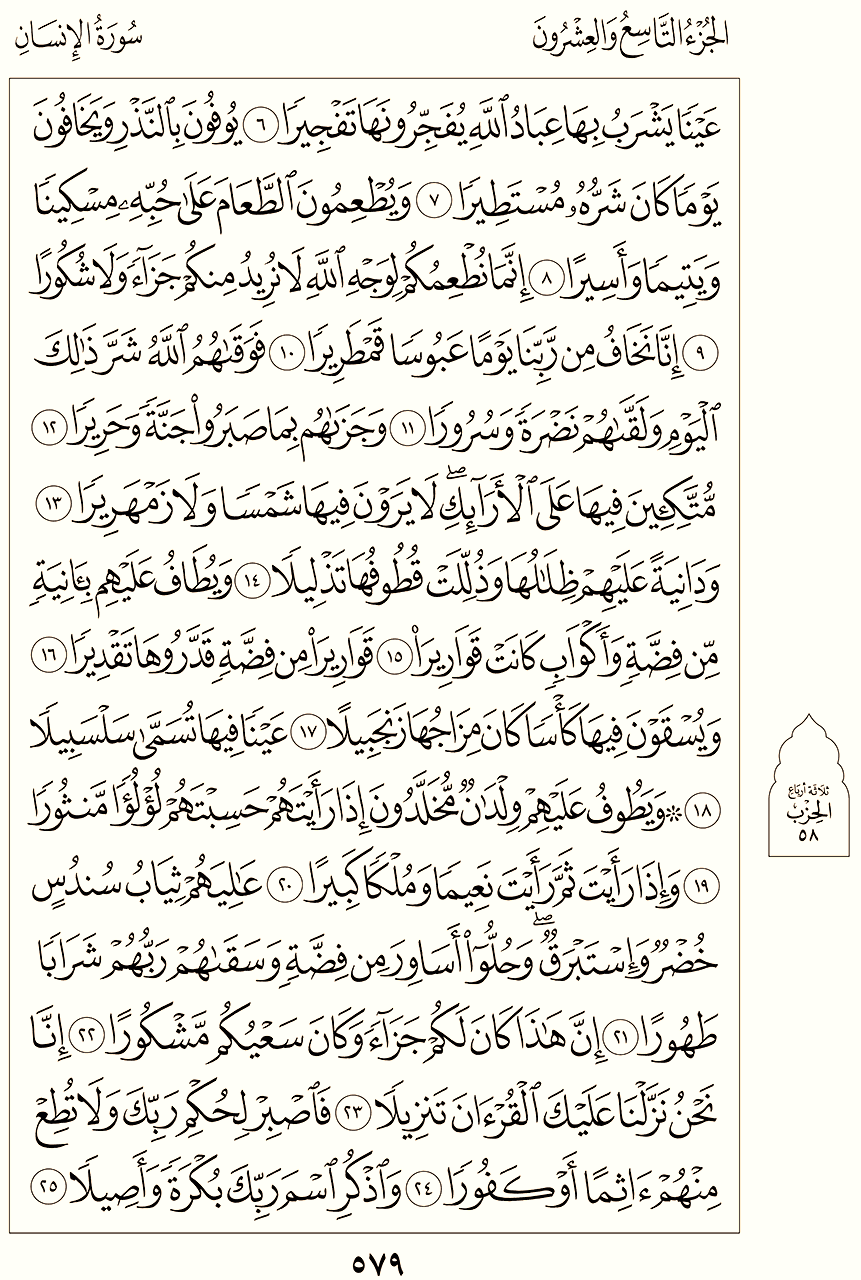 الجُزْءُ التَّاسِعُ وَالعِشْرُونَ
سُورَةُ الإِنسَانِ
عَيْنًا يَشْرَبُ بِهَا عِبَادُ ٱللَّهِ يُفَجِّرُونَهَا تَفْجِيرًا ٦ يُوفُونَ بِٱلنَّذْرِ وَيَخَافُونَ
يَوْمًا كَانَ شَرُّهُۥ مُسْتَطِيرًا ٧ وَيُطْعِمُونَ ٱلطَّعَامَ عَلَىٰ حُبِّهِۦ مِسْكِينًا
وَيَتِيمًا وَأَسِيرًا ٨ إِنَّمَا نُطْعِمُكُمْ لِوَجْهِ ٱللَّهِ لَا نُرِيدُ مِنكُمْ جَزَآءً وَلَا شُكُورًا
٩ إِنَّا نَخَافُ مِن رَّبِّنَا يَوْمًا عَبُوسًا قَمْطَرِيرًا ١٠ فَوَقَىٰهُمُ ٱللَّهُ شَرَّ ذَٰلِكَ
ٱلْيَوْمِ وَلَقَّىٰهُمْ نَضْرَةً وَسُرُورًا ١١ وَجَزَىٰهُم بِمَا صَبَرُوا۟ جَنَّةً وَحَرِيرًا ١٢
مُّتَّكِـِٔينَ فِيهَا عَلَى ٱلْأَرَآئِكِ ۖ لَا يَرَوْنَ فِيهَا شَمْسًا وَلَا زَمْهَرِيرًا ١٣
وَدَانِيَةً عَلَيْهِمْ ظِلَـٰلُهَا وَذُلِّلَتْ قُطُوفُهَا تَذْلِيلًا ١٤ وَيُطَافُ عَلَيْهِم بِـَٔانِيَةٍ
مِّن فِضَّةٍ وَأَكْوَابٍ كَانَتْ قَوَارِيرَا۠ ١٥ قَوَارِيرَا۟ مِن فِضَّةٍ قَدَّرُوهَا تَقْدِيرًا ١٦
وَيُسْقَوْنَ فِيهَا كَأْسًا كَانَ مِزَاجُهَا زَنجَبِيلًا ١٧ عَيْنًا فِيهَا تُسَمَّىٰ سَلْسَبِيلًا
١٨ ۞ وَيَطُوفُ عَلَيْهِمْ وِلْدَٰنٌ مُّخَلَّدُونَ إِذَا رَأَيْتَهُمْ حَسِبْتَهُمْ لُؤْلُؤًا مَّنثُورًا
١٩ وَإِذَا رَأَيْتَ ثَمَّ رَأَيْتَ نَعِيمًا وَمُلْكًا كَبِيرًا ٢٠ عَـٰلِيَهُمْ ثِيَابُ سُندُسٍ
خُضْرٌ وَإِسْتَبْرَقٌ ۖ وَحُلُّوٓا۟ أَسَاوِرَ مِن فِضَّةٍ وَسَقَىٰهُمْ رَبُّهُمْ شَرَابًا
طَهُورًا ٢١ إِنَّ هَـٰذَا كَانَ لَكُمْ جَزَآءً وَكَانَ سَعْيُكُم مَّشْكُورًا ٢٢ إِنَّا
نَحْنُ نَزَّلْنَا عَلَيْكَ ٱلْقُرْءَانَ تَنزِيلًا ٢٣ فَٱصْبِرْ لِحُكْمِ رَبِّكَ وَلَا تُطِعْ
مِنْهُمْ ءَاثِمًا أَوْ كَفُورًا ٢٤ وَٱذْكُرِ ٱسْمَ رَبِّكَ بُكْرَةً وَأَصِيلًا ٢٥
ثلاثة أرباع
الحِزْب
٥٨
٥٧٩